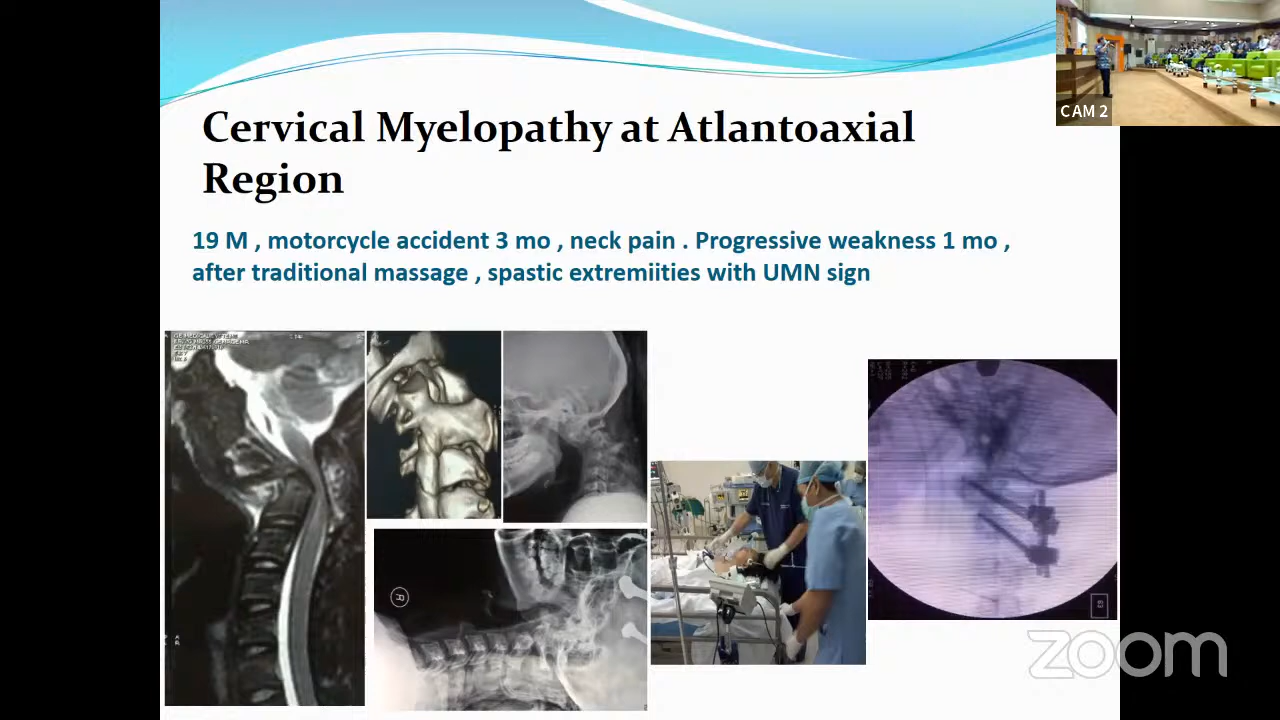 CAM 2
Cervical Myelopathy at Atlantoaxial
Region
19 M , motorcycle accident 3 mo , neck pain . Progressive weakness 1 mo ,
after traditional massage , spastic extremiities with UMN sign
R
zoom